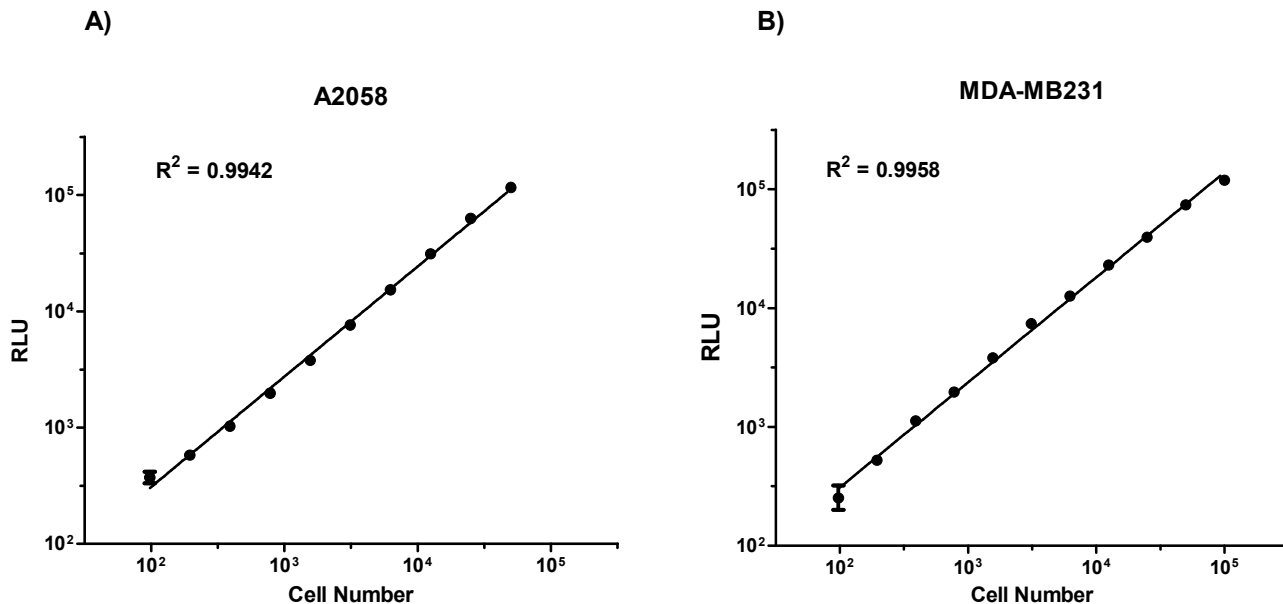 A)
A2058
R² = 0.9942
10⁵
10⁴
10³
10²
RLU
10² 10³ 10⁴ 10⁵
Cell Number
B)
MDA-MB231
R² = 0.9958
10⁵
10⁴
10³
10²
RLU
10² 10³ 10⁴ 10⁵
Cell Number